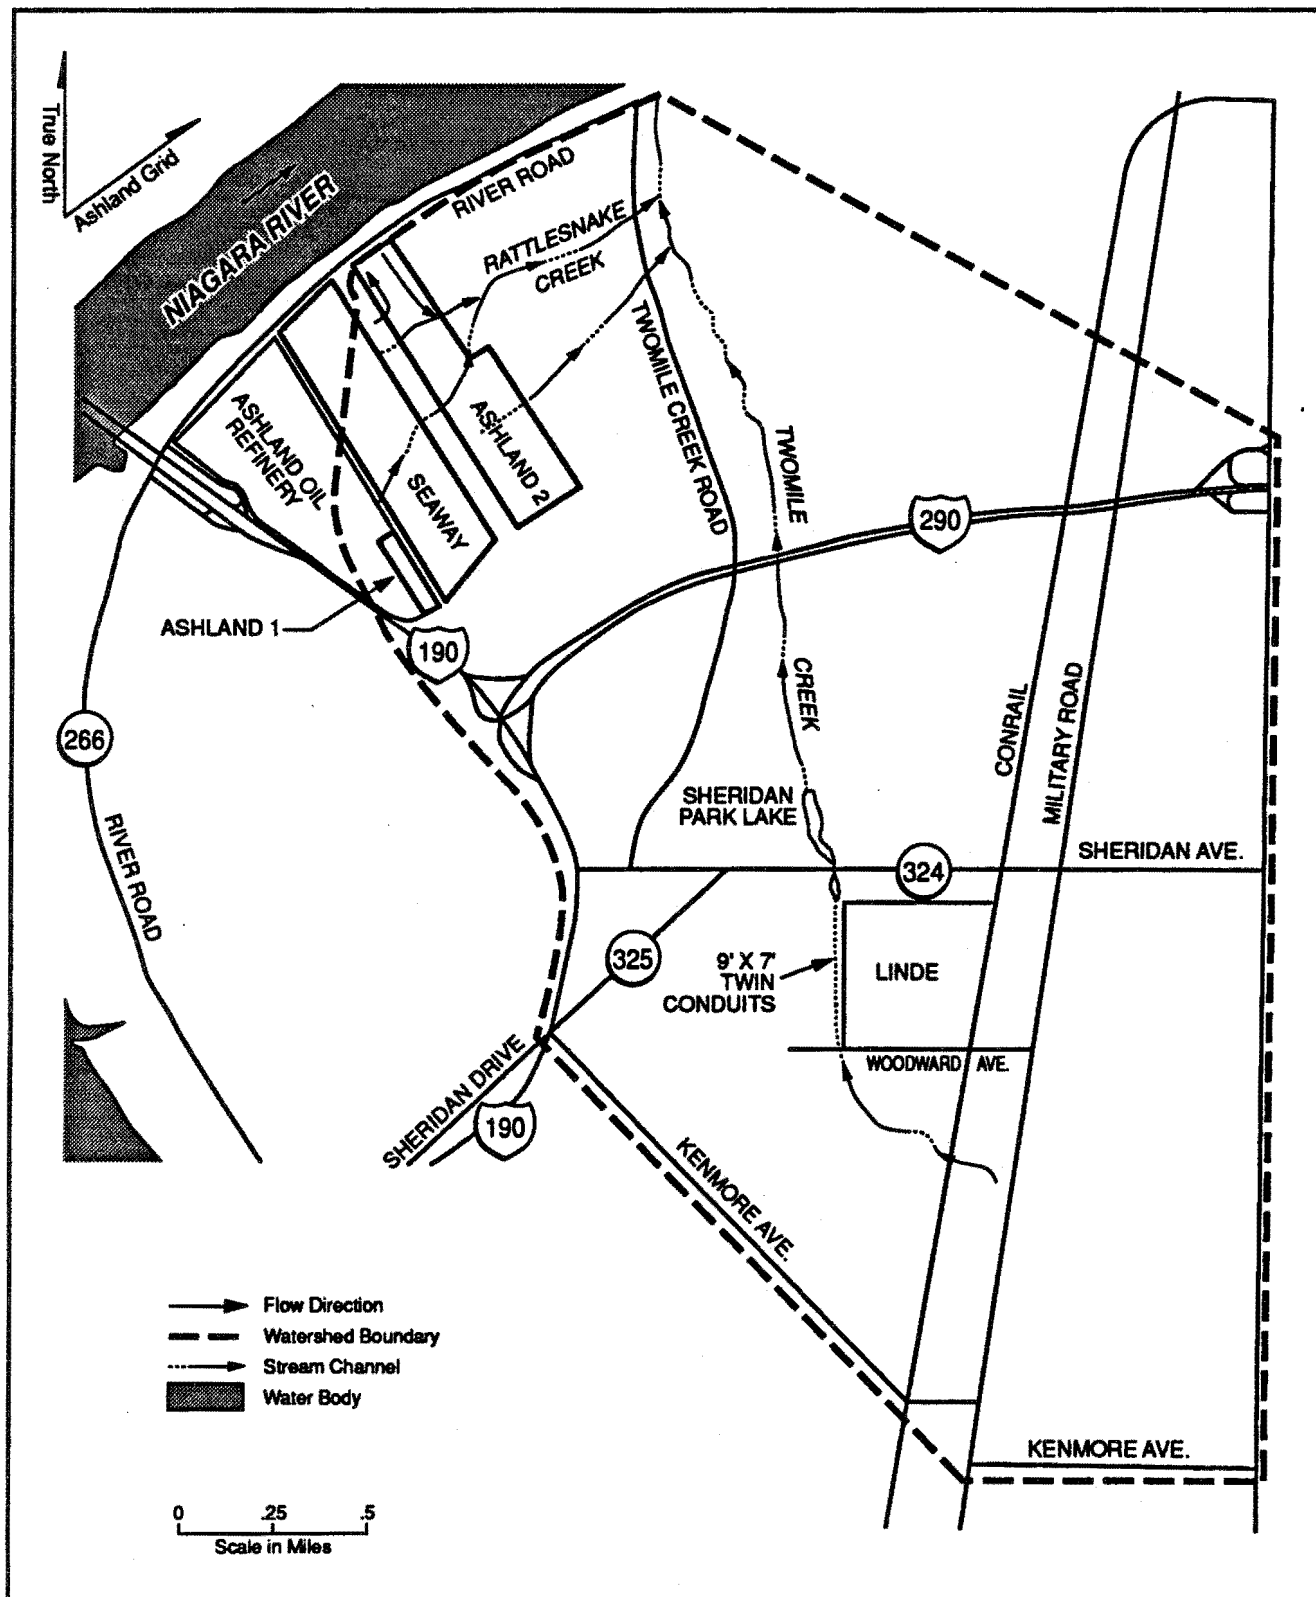 True North
Ashland Grid
NIAGARA RIVER
RIVER ROAD
RATTLESNAKE
CREEK
TWOMILE CREEK ROAD
ASHLAND OIL
REFINERY
SEAWAY
ASHLAND 2
ASHLAND 1
TWOMILE
CREEK
290
190
266
RIVER ROAD
CONRAIL
MILITARY ROAD
SHERIDAN
PARK LAKE
SHERIDAN AVE.
324
325
9' X 7'
TWIN
CONDUITS
LINDE
WOODWARD AVE.
SHERIDAN DRIVE
190
KENMORE AVE.
KENMORE AVE.
Flow Direction
Watershed Boundary
Stream Channel
Water Body
0 .25 .5
Scale in Miles